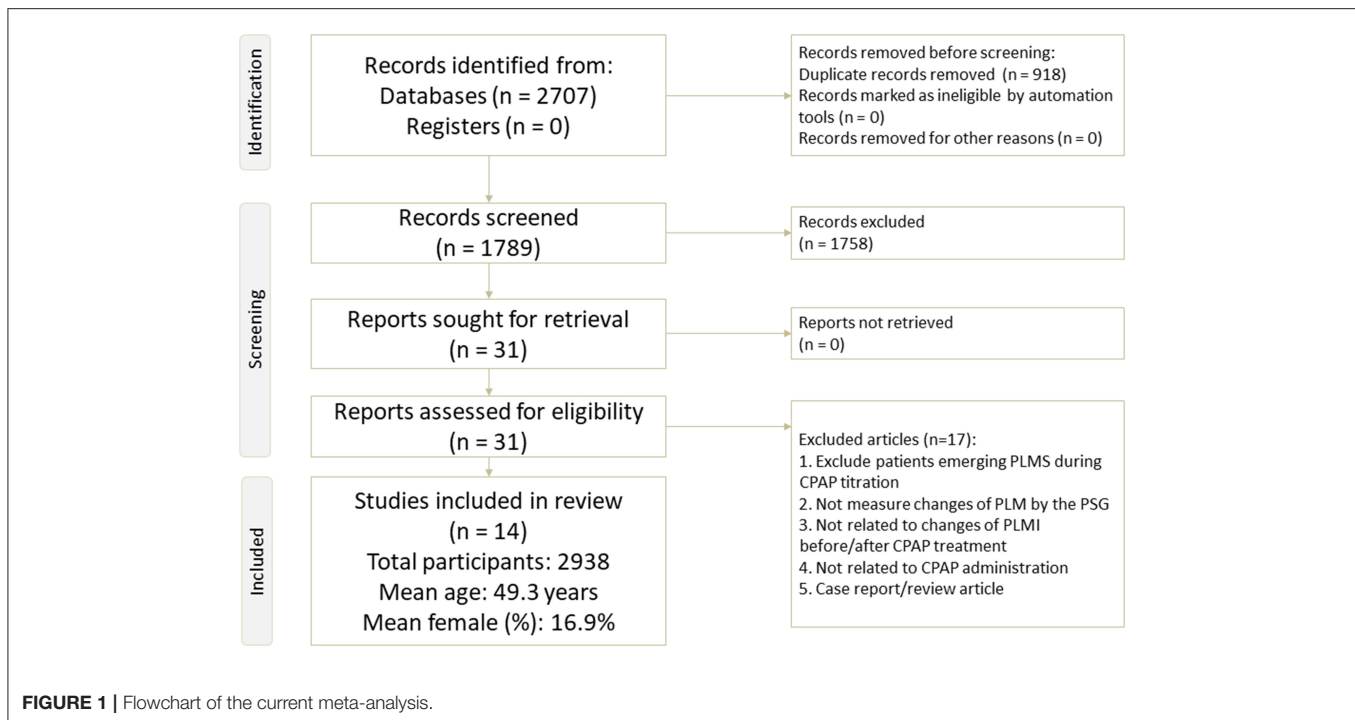 Identification
Records identified from:
Databases (n = 2707)
Registers (n = 0)
Records removed before screening:
Duplicate records removed (n = 918)
Records marked as ineligible by automation
tools (n = 0)
Records removed for other reasons (n = 0)
Screening
Records screened
(n = 1789)
Records excluded
(n = 1758)
Reports sought for retrieval
(n = 31)
Reports not retrieved
(n = 0)
Reports assessed for eligibility
(n = 31)
Excluded articles (n=17):
1. Exclude patients emerging PLMS during
CPAP titration
2. Not measure changes of PLM by the PSG
3. Not related to changes of PLMI
before/after CPAP treatment
4. Not related to CPAP administration
5. Case report/review article
Included
Studies included in review
(n = 14)
Total participants: 2938
Mean age: 49.3 years
Mean female (%): 16.9%
FIGURE 1 | Flowchart of the current meta-analysis.